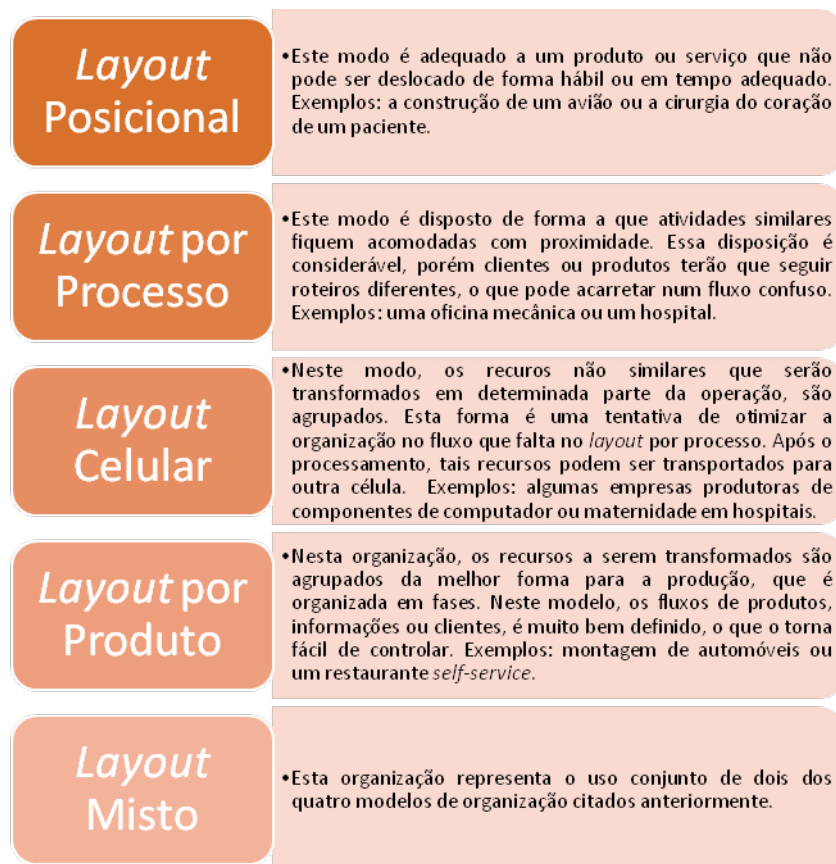 Layout
Posicional
•Este modo é adequado a um produto ou serviço que não
pode ser deslocado de forma hábil ou em tempo adequado.
Exemplos: a construção de um avião ou a cirurgia do coração
de um paciente.
Layout por
Processo
•Este modo é disposto de forma a que atividades similares
fiquem acomodadas com proximidade. Essa disposição é
considerável, porém clientes ou produtos terão que seguir
roteiros diferentes, o que pode acarretar num fluxo confuso.
Exemplos: uma oficina mecânica ou um hospital.
Layout
Celular
•Neste modo, os recuros não similares que serão
transformados em determinada parte da operação, são
agrupados. Esta forma é uma tentativa de otimizar a
organização no fluxo que falta no layout por processo. Após o
processamento, tais recursos podem ser transportados para
outra célula. Exemplos: algumas empresas produtoras de
componentes de computador ou maternidade em hospitais.
Layout por
Produto
•Nesta organização, os recursos a serem transformados são
agrupados da melhor forma para a produção, que é
organizada em fases. Neste modelo, os fluxos de produtos,
informações ou clientes, é muito bem definido, o que o torna
fácil de controlar. Exemplos: montagem de automóveis ou
um restaurante self-service.
Layout
Misto
•Esta organização representa o uso conjunto de dois dos
quatro modelos de organização citados anteriormente.